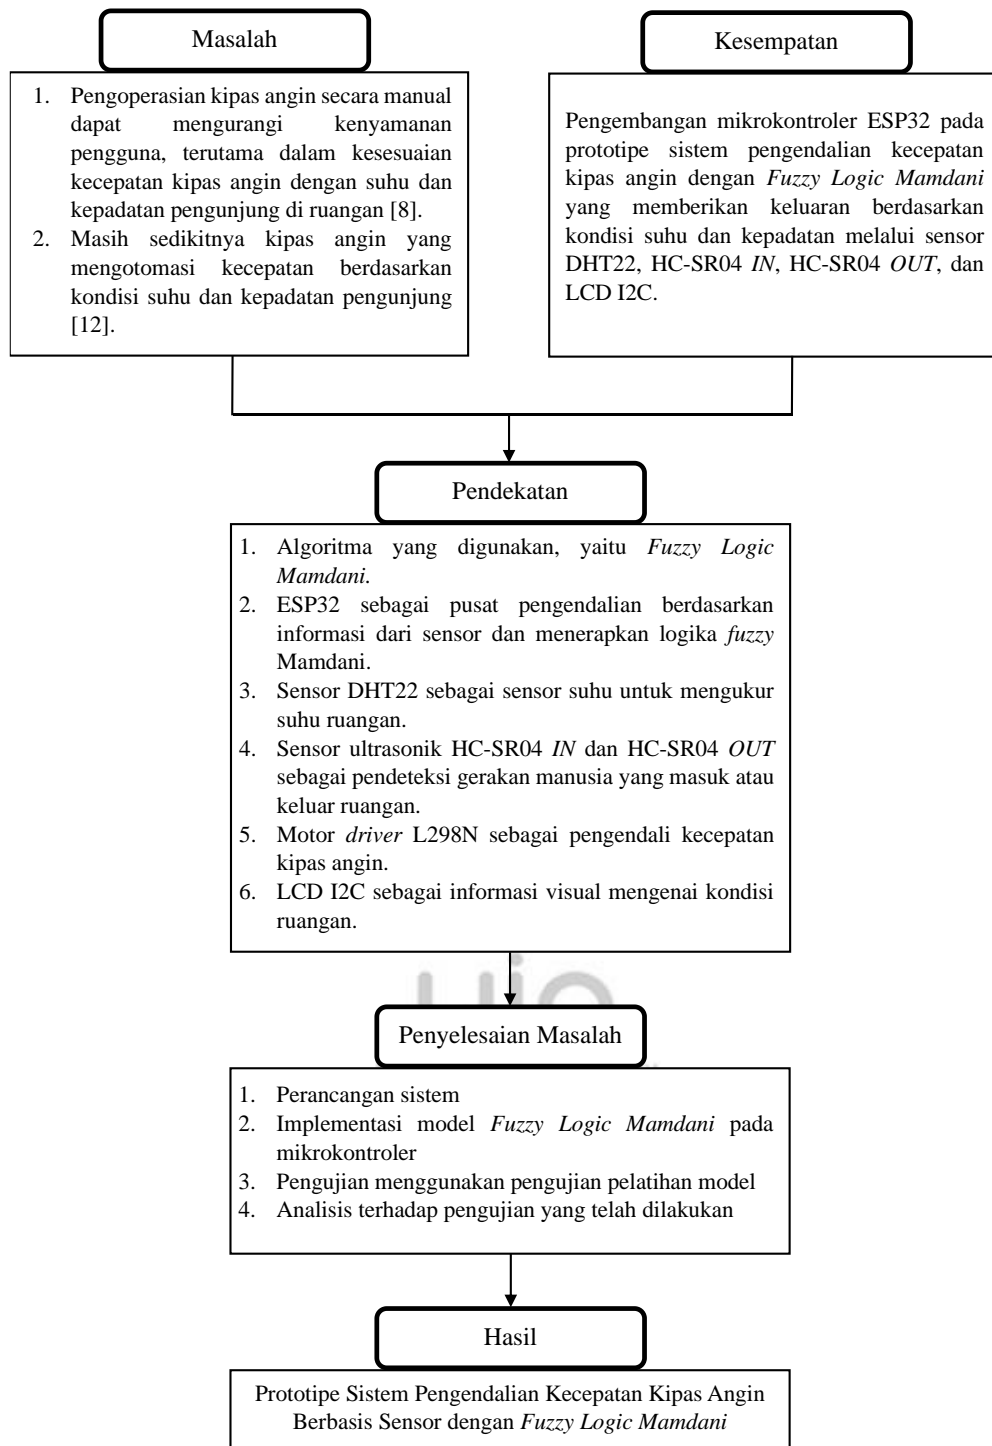 Masalah
1. Pengoperasian kipas angin secara manual
dapat mengurangi kenyamanan
pengguna, terutama dalam kesesuaian
kecepatan kipas angin dengan suhu dan
kepadatan pengunjung di ruangan [8].
2. Masih sedikitnya kipas angin yang
mengotomasi kecepatan berdasarkan
kondisi suhu dan kepadatan pengunjung
[12].
Kesempatan
Pengembangan mikrokontroler ESP32 pada
prototipe sistem pengendalian kecepatan
kipas angin dengan Fuzzy Logic Mamdani
yang memberikan keluaran berdasarkan
kondisi suhu dan kepadatan melalui sensor
DHT22, HC-SR04 IN, HC-SR04 OUT, dan
LCD I2C.
Pendekatan
1. Algoritma yang digunakan, yaitu Fuzzy Logic
Mamdani.
2. ESP32 sebagai pusat pengendalian berdasarkan
informasi dari sensor dan menerapkan logika fuzzy
Mamdani.
3. Sensor DHT22 sebagai sensor suhu untuk mengukur
suhu ruangan.
4. Sensor ultrasonik HC-SR04 IN dan HC-SR04 OUT
sebagai pendeteksi gerakan manusia yang masuk atau
keluar ruangan.
5. Motor driver L298N sebagai pengendali kecepatan
kipas angin.
6. LCD I2C sebagai informasi visual mengenai kondisi
ruangan.
Penyelesaian Masalah
1. Perancangan sistem
2. Implementasi model Fuzzy Logic Mamdani pada
mikrokontroler
3. Pengujian menggunakan pengujian pelatihan model
4. Analisis terhadap pengujian yang telah dilakukan
Hasil
Prototipe Sistem Pengendalian Kecepatan Kipas Angin
Berbasis Sensor dengan Fuzzy Logic Mamdani